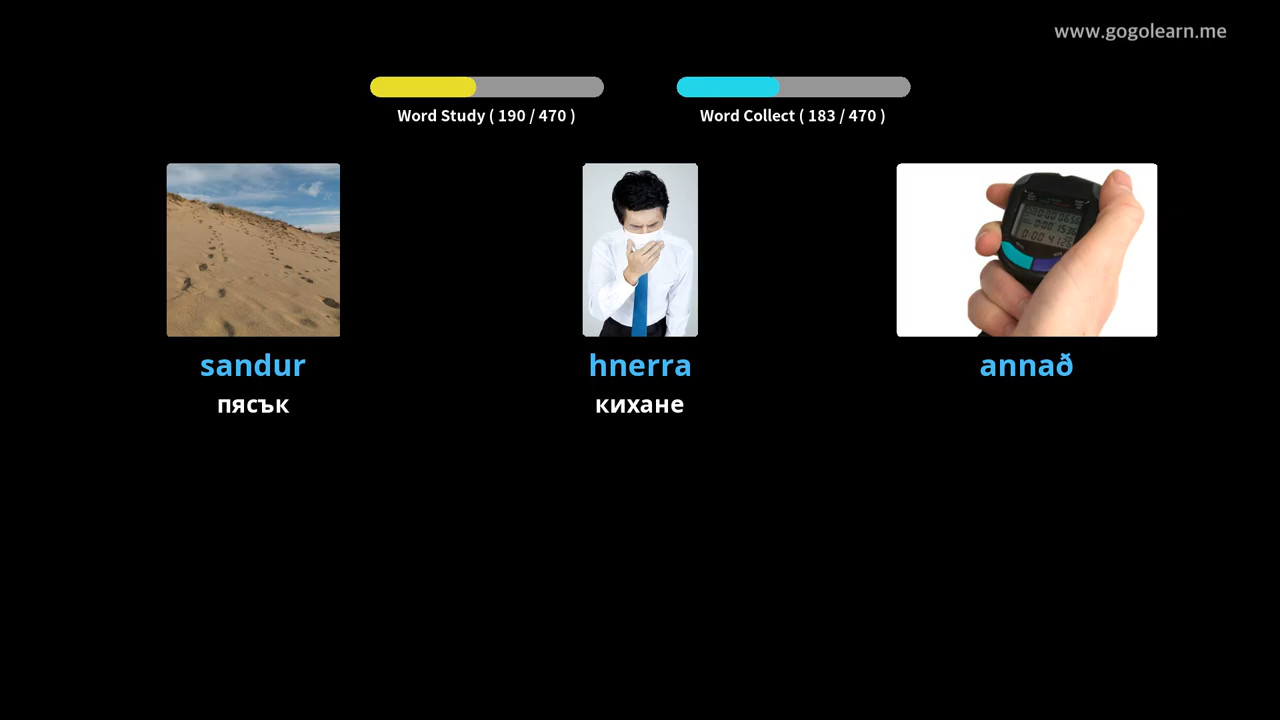 www.gogolearn.me
Word Study ( 190 / 470 )
Word Collect ( 183 / 470 )
sandur
hnerra
annað
пясък
кихане